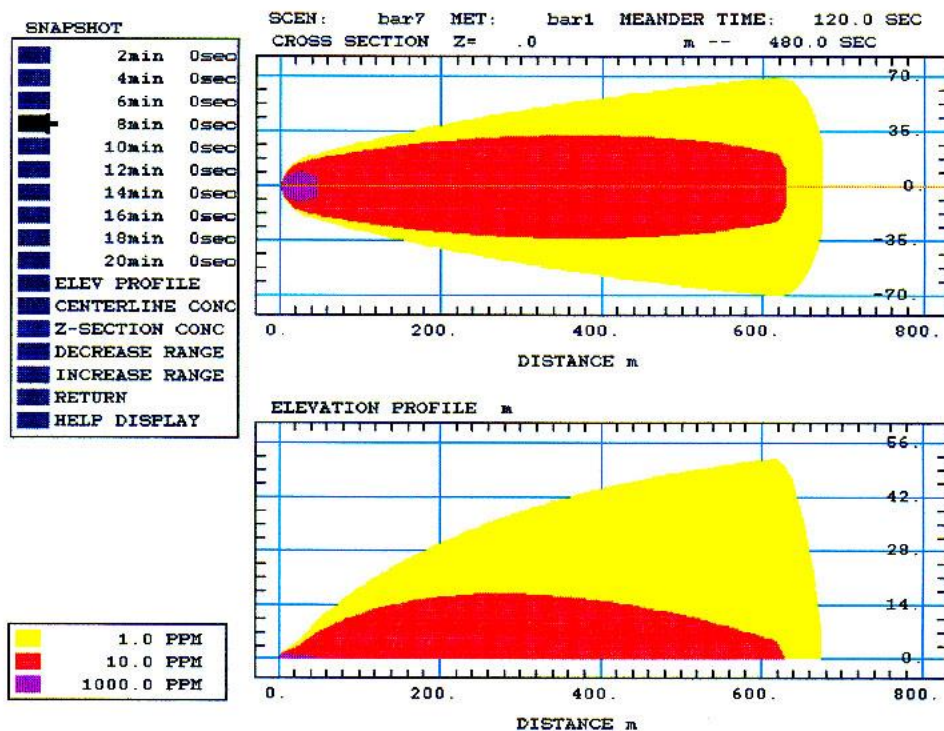 SCEN: bar7 MET: bar1 MEANDER TIME: 120.0 SEC
CROSS SECTION Z= .0 m -- 480.0 SEC
SNAPSHOT
2min 0sec
4min 0sec
6min 0sec
8min 0sec
10min 0sec
12min 0sec
14min 0sec
16min 0sec
18min 0sec
20min 0sec
ELEV PROFILE
CENTERLINE CONC
Z-SECTION CONC
DECREASE RANGE
INCREASE RANGE
RETURN
HELP DISPLAY
70.
35.
0.
-35.
-70.
0. 200. 400. 600. 800.
DISTANCE m
ELEVATION PROFILE m
56.
42.
28.
14.
0.
0. 200. 400. 600. 800.
DISTANCE m
1.0 PPM
10.0 PPM
1000.0 PPM